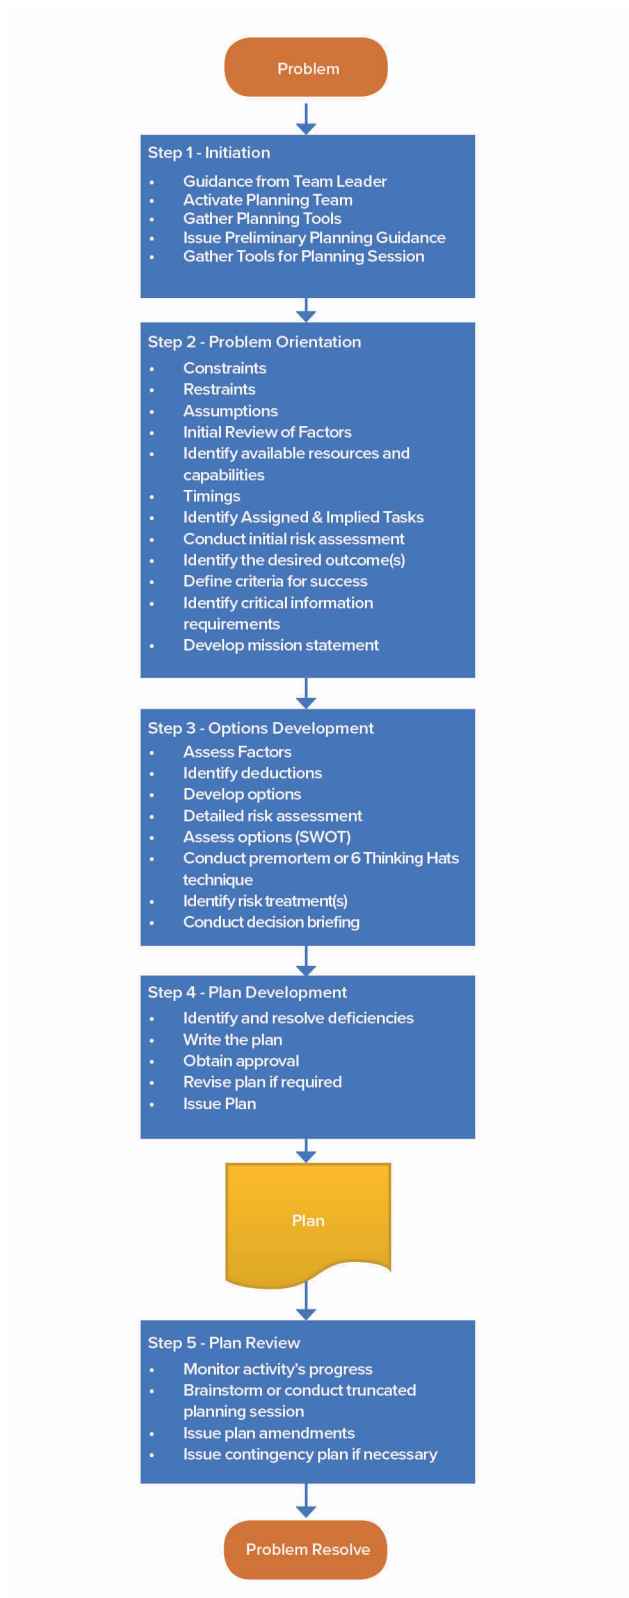 Problem
Step 1 - Initiation
• Guidance from Team Leader
• Activate Planning Team
• Gather Planning Tools
• Issue Preliminary Planning Guidance
• Gather Tools for Planning Session
Step 2 - Problem Orientation
• Constraints
• Restraints
• Assumptions
• Initial Review of Factors
• Identify available resources and
capabilities
• Timings
• Identify Assigned & Implied Tasks
• Conduct initial risk assessment
• Identify the desired outcome(s)
• Define criteria for success
• Identify critical information
requirements
• Develop mission statement
Step 3 - Options Development
• Assess Factors
• Identify deductions
• Develop options
• Detailed risk assessment
• Assess options (SWOT)
• Conduct premortem or 6 Thinking Hats
technique
• Identify risk treatment(s)
• Conduct decision briefing
Step 4 - Plan Development
• Identify and resolve deficiencies
• Write the plan
• Obtain approval
• Revise plan if required
• Issue Plan
Plan
Step 5 - Plan Review
• Monitor activity's progress
• Brainstorm or conduct truncated
planning session
• Issue plan amendments
• Issue contingency plan if necessary
Problem Resolve